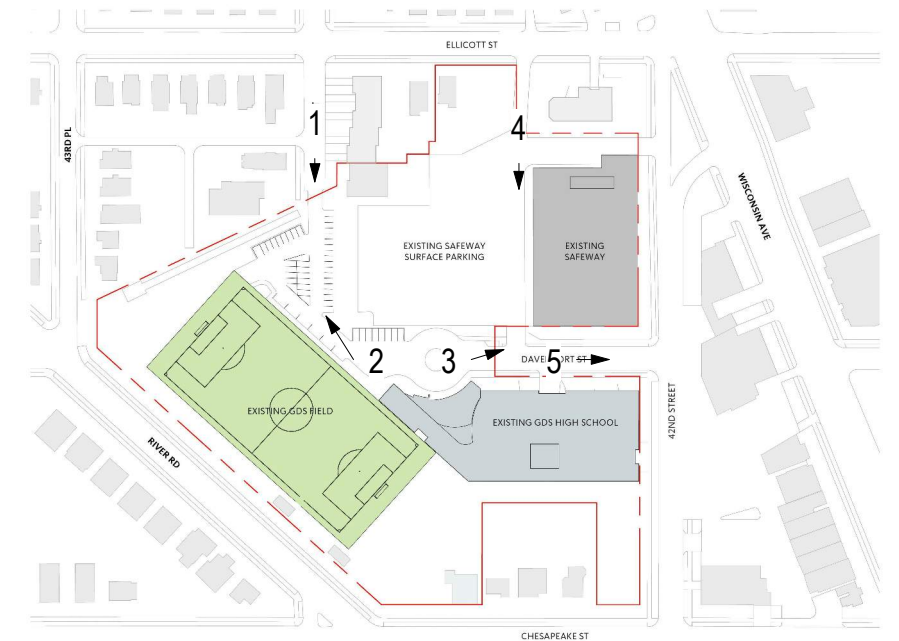 ELLICOTT ST
1
4
43RD PL
WISCONSIN AVE
EXISTING SAFEWAY
SURFACE PARKING
EXISTING
SAFEWAY
2
3
DAVENPORT ST
5
EXISTING GDS FIELD
EXISTING GDS HIGH SCHOOL
42ND STREET
RIVER RD
CHESAPEAKE ST